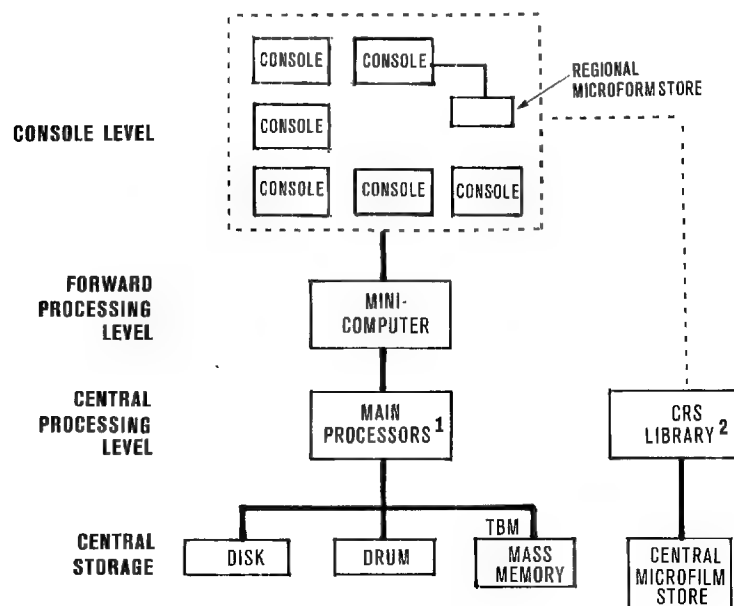 CONSOLE CONSOLE
REGIONAL
MICROFORM STORE
CONSOLE LEVEL
CONSOLE
CONSOLE CONSOLE CONSOLE
FORWARD
PROCESSING
LEVEL
MINI-
COMPUTER
CENTRAL
PROCESSING
LEVEL
MAIN
PROCESSORS 1
CRS
LIBRARY 2
CENTRAL
STORAGE
DISK
DRUM
TBM
MASS
MEMORY
CENTRAL
MICROFILM
STORE